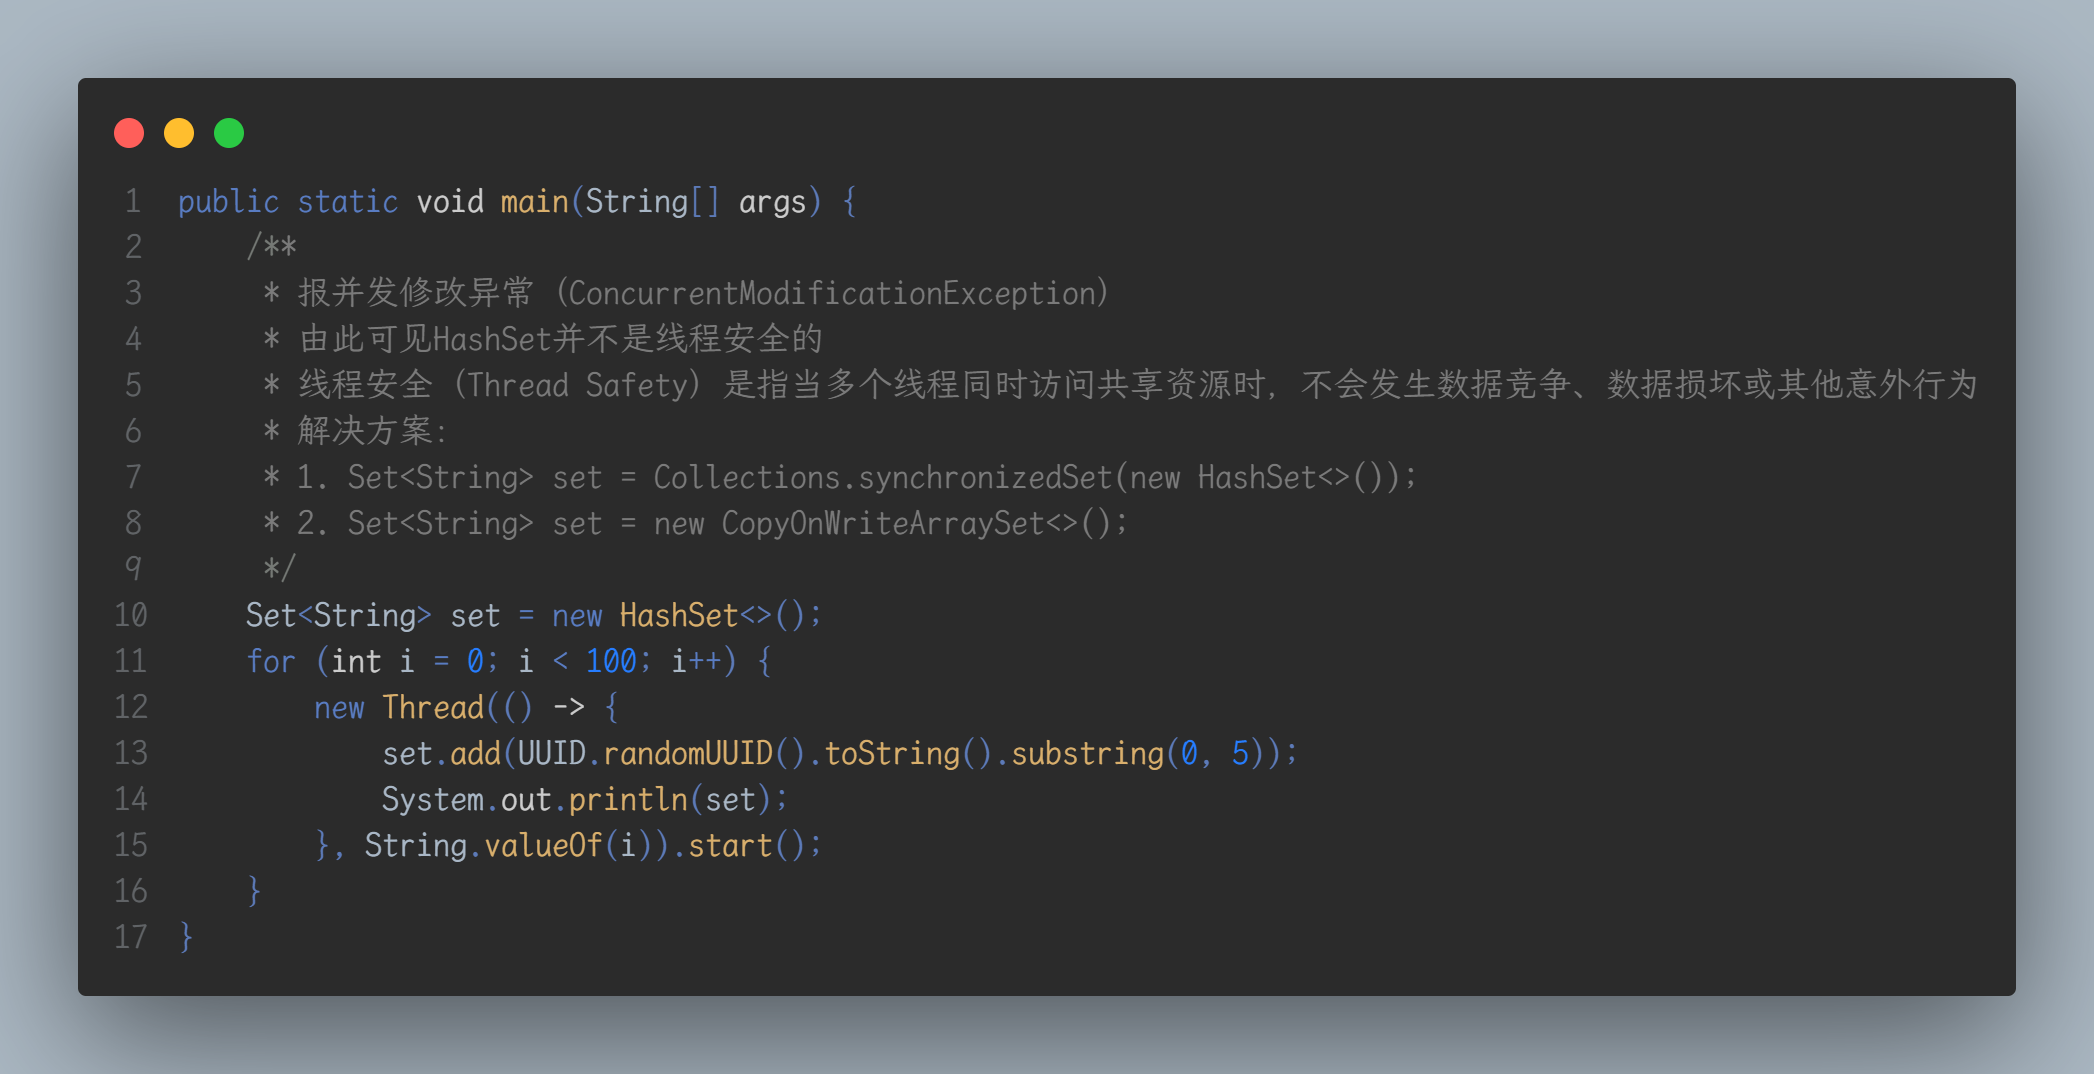 1 public static void main(String[] args) {
2     /**
3      * 报并发修改异常（ConcurrentModificationException）
4      * 由此可见HashSet并不是线程安全的
5      * 线程安全（Thread Safety）是指当多个线程同时访问共享资源时，不会发生数据竞争、数据损坏或其他意外行为
6      * 解决方案：
7      * 1. Set<String> set = Collections.synchronizedSet(new HashSet<>());
8      * 2. Set<String> set = new CopyOnWriteArraySet<>();
9      */
10     Set<String> set = new HashSet<>();
11     for (int i = 0; i < 100; i++) {
12         new Thread(() -> {
13             set.add(UUID.randomUUID().toString().substring(0, 5));
14             System.out.println(set);
15         }, String.valueOf(i)).start();
16     }
17 }